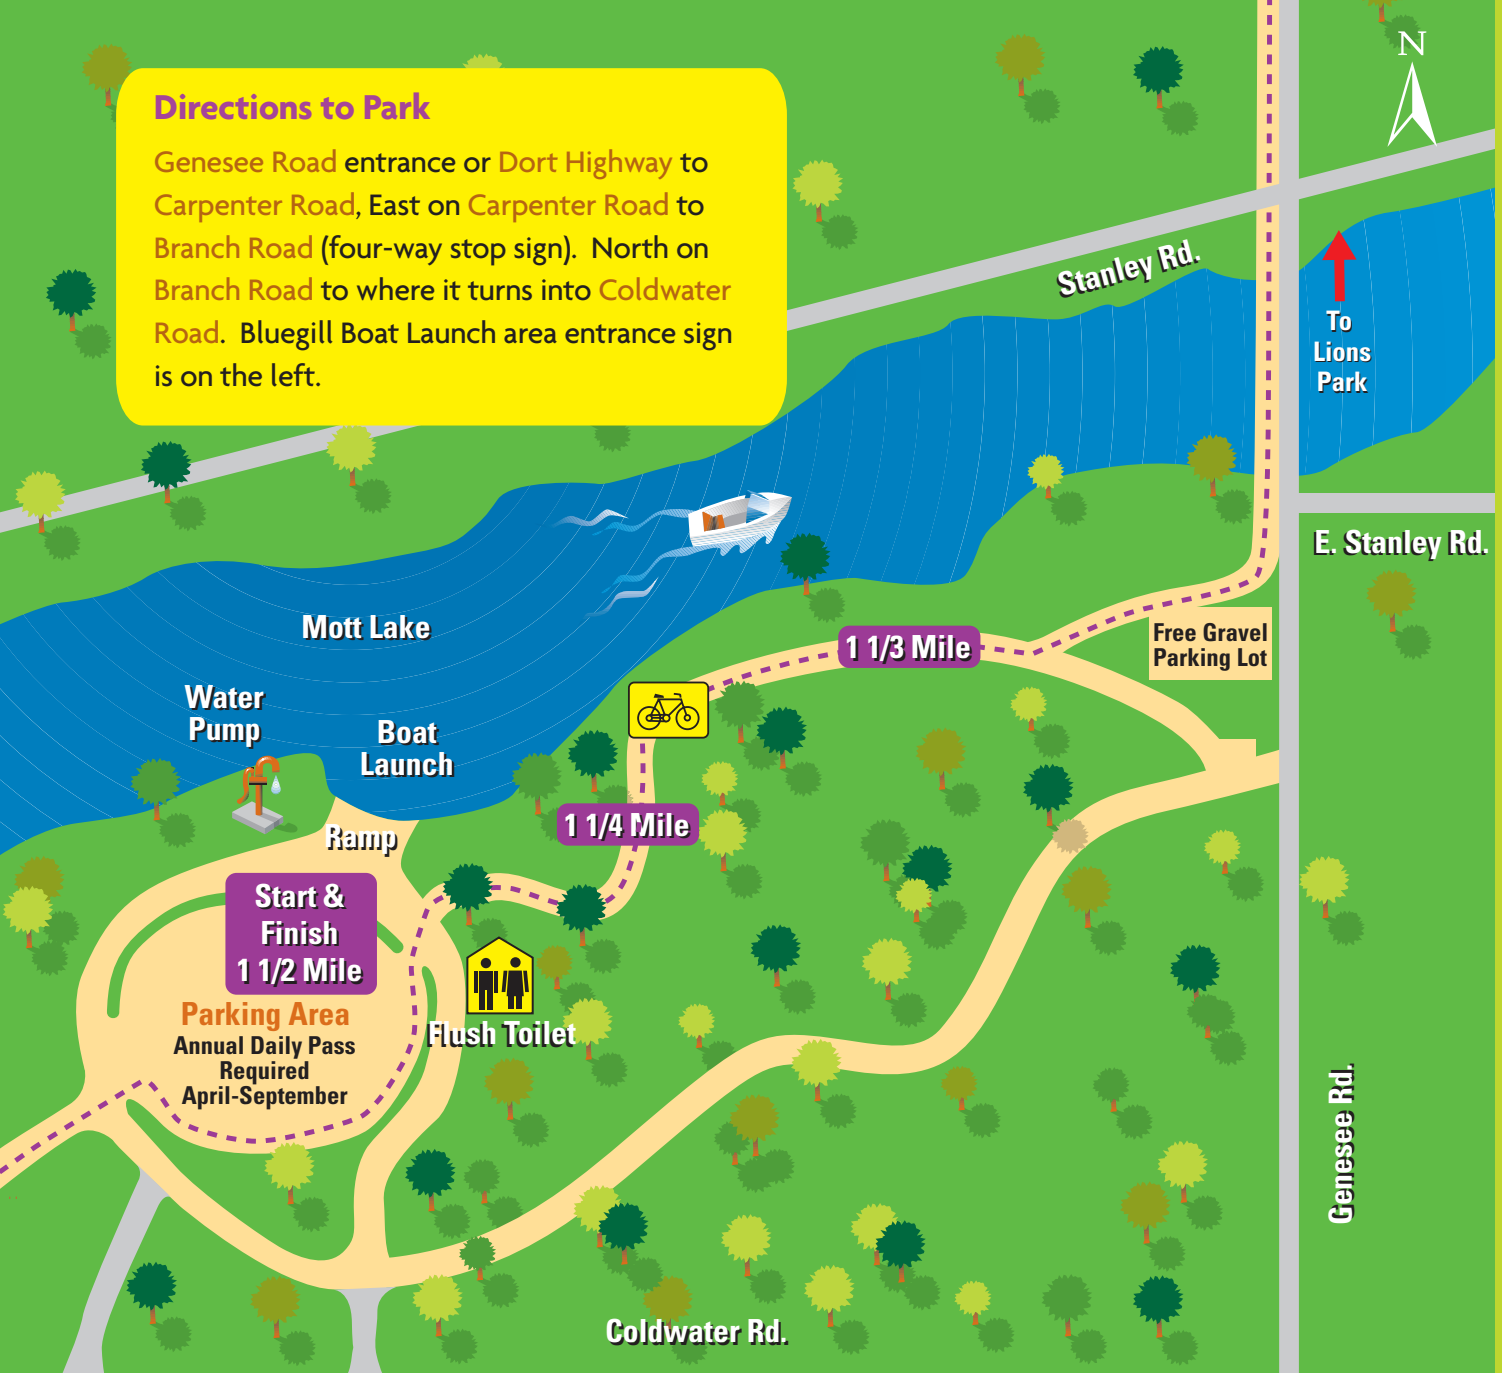 N
Directions to Park
Genesee Road entrance or Dort Highway to
Carpenter Road, East on Carpenter Road to
Branch Road (four-way stop sign). North on
Branch Road to where it turns into Coldwater
Road. Bluegill Boat Launch area entrance sign
is on the left.
Stanley Rd.
To
Lions
Park
E. Stanley Rd.
Mott Lake
1 1/3 Mile
Free Gravel
Parking Lot
Water
Pump
Boat
Launch
1 1/4 Mile
Ramp
Start &
Finish
1 1/2 Mile
Parking Area
Annual Daily Pass
Required
April-September
Flush Toilet
Genesee Rd.
Coldwater Rd.